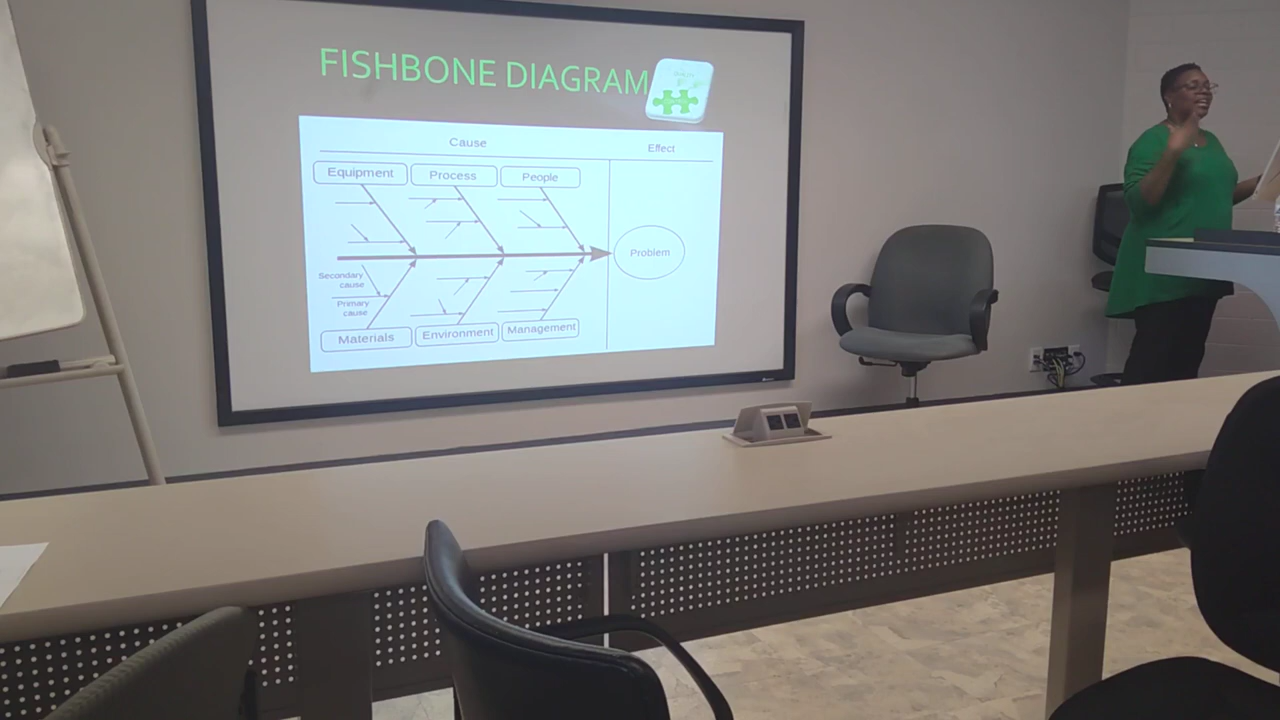 FISHBONE DIAGRAM
Cause
Effect
Equipment
Process
People
Problem
Secondary
cause
Primary
cause
Materials
Environment
Management